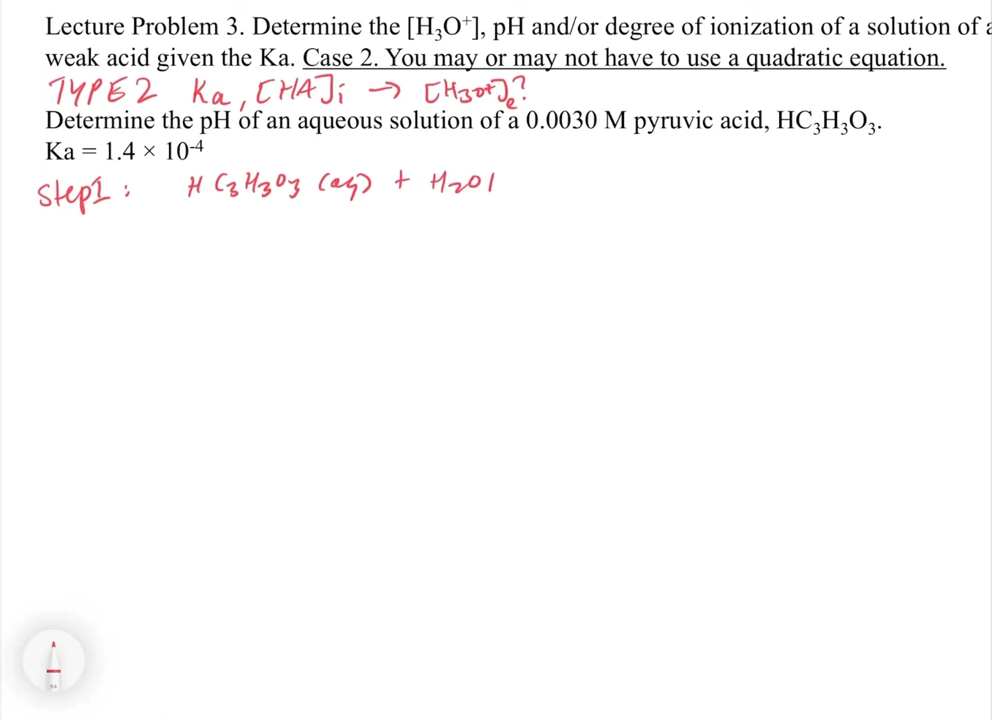 Lecture Problem 3. Determine the [H₃O⁺], pH and/or degree of ionization of a solution of a
weak acid given the Ka. Case 2. You may or may not have to use a quadratic equation.
TYPE 2 Ka, [HA]i → [H3O+]e?
Determine the pH of an aqueous solution of a 0.0030 M pyruvic acid, HC₃H₃O₃.
Ka = 1.4 × 10⁻⁴
Step1: HC₃H₃O₃ (aq) + H₂O l